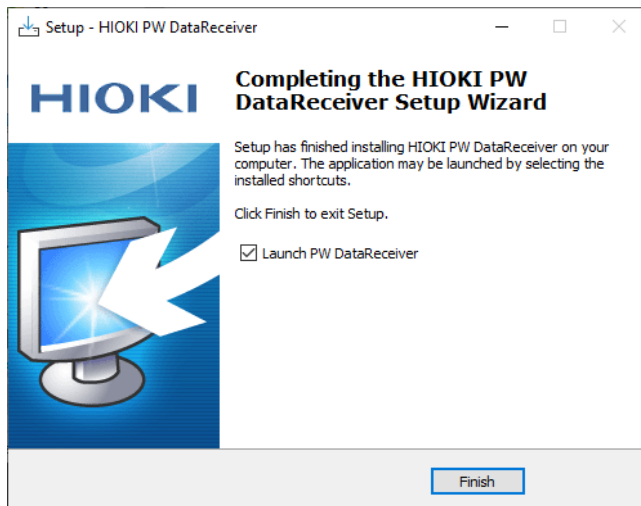 Setup - HIOKI PW DataReceiver
HIOKI
Completing the HIOKI PW
DataReceiver Setup Wizard
Setup has finished installing HIOKI PW DataReceiver on your
computer. The application may be launched by selecting the
installed shortcuts.
Click Finish to exit Setup.
Launch PW DataReceiver
Finish